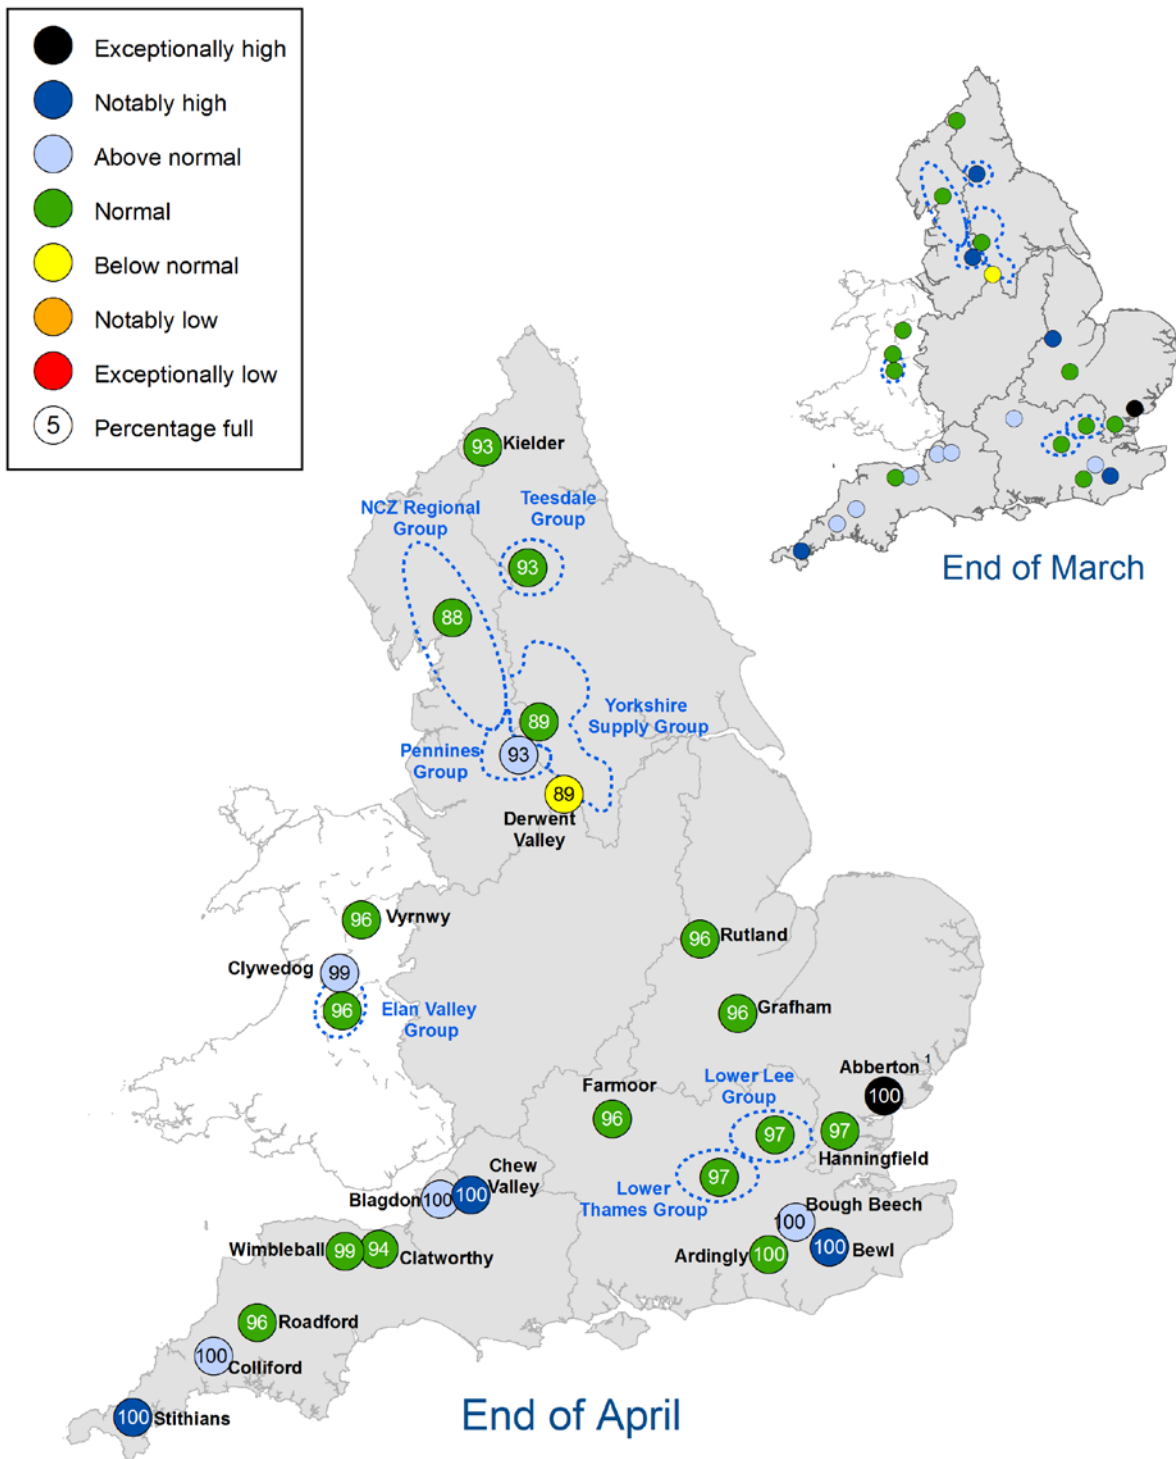 Exceptionally high
Notably high
Above normal
Normal
Below normal
Notably low
Exceptionally low
5 Percentage full
End of March
93 Kielder
NCZ Regional
Group
Teesdale
Group
93
88
Yorkshire
Supply Group
89
Pennines
Group
93
89
Derwent
Valley
96 Vyrnwy
Clywedog 99
96 Elan Valley
Group
96 Rutland
96 Grafham
Abberton 1
100
Farmoor
96
Lower Lee
Group
97
97
Hanningfield
97
Lower
Thames Group
Chew
Valley
Blagdon 100 100
Bough Beech
100
Ardingly 100
100 Bewl
Wimbleball 99 94 Clatworthy
96 Roadford
100 Colliford
100 Stithians
End of April